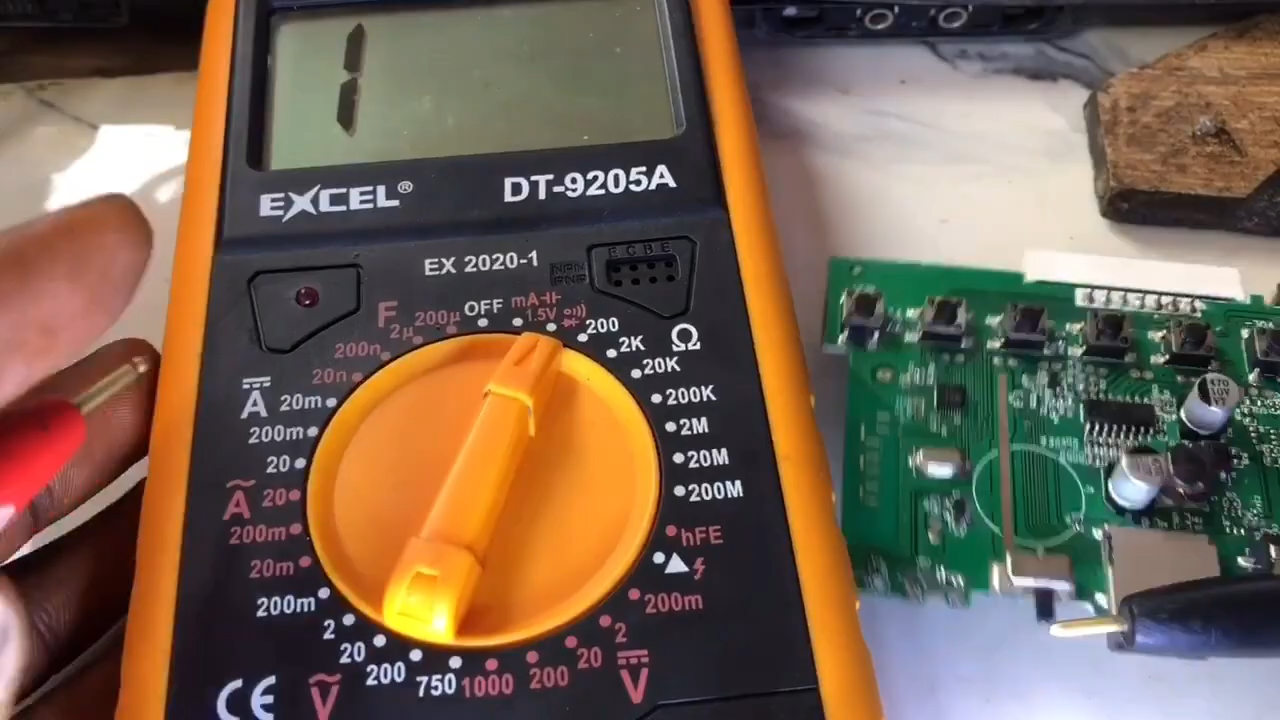 1
EXCEL®
DT-9205A
EX 2020-1
E C B E
NPN
PNP
F 2μ 200μ OFF mA 1.5V 200 Ω
200n 2K
20n 20K
A 20m 200K
200m 2M
20 20M
A 20 200M
200m hFE
20m
200m 200m
2 2
20 20
200 750 1000 200 V
CE V
470
10V